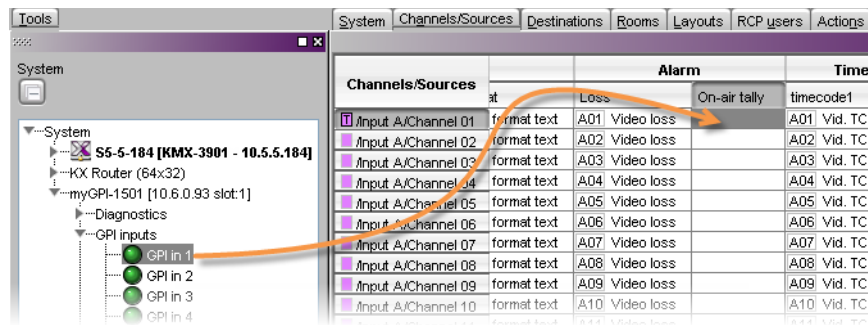 Tools
System
System
S5-5-184 [KMX-3901 - 10.5.5.184]
KX Router (64x32)
myGPI-1501 [10.6.0.93 slot:1]
Diagnostics
GPI inputs
GPI in 1
GPI in 2
GPI in 3
GPI in 4
System Channels/Sources Destinations Rooms Layouts RCP users Actions
Channels/Sources Alarm Time
at Loss On-air tally timecode1
T /Input A/Channel 01 format text A01 Video loss A01 Vid. TC
/Input A/Channel 02 format text A02 Video loss A02 Vid. TC
/Input A/Channel 03 format text A03 Video loss A03 Vid. TC
/Input A/Channel 04 format text A04 Video loss A04 Vid. TC
/Input A/Channel 05 format text A05 Video loss A05 Vid. TC
/Input A/Channel 06 format text A06 Video loss A06 Vid. TC
/Input A/Channel 07 format text A07 Video loss A07 Vid. TC
/Input A/Channel 08 format text A08 Video loss A08 Vid. TC
/Input A/Channel 09 format text A09 Video loss A09 Vid. TC
/Input A/Channel 10 format text A10 Video loss A10 Vid. TC